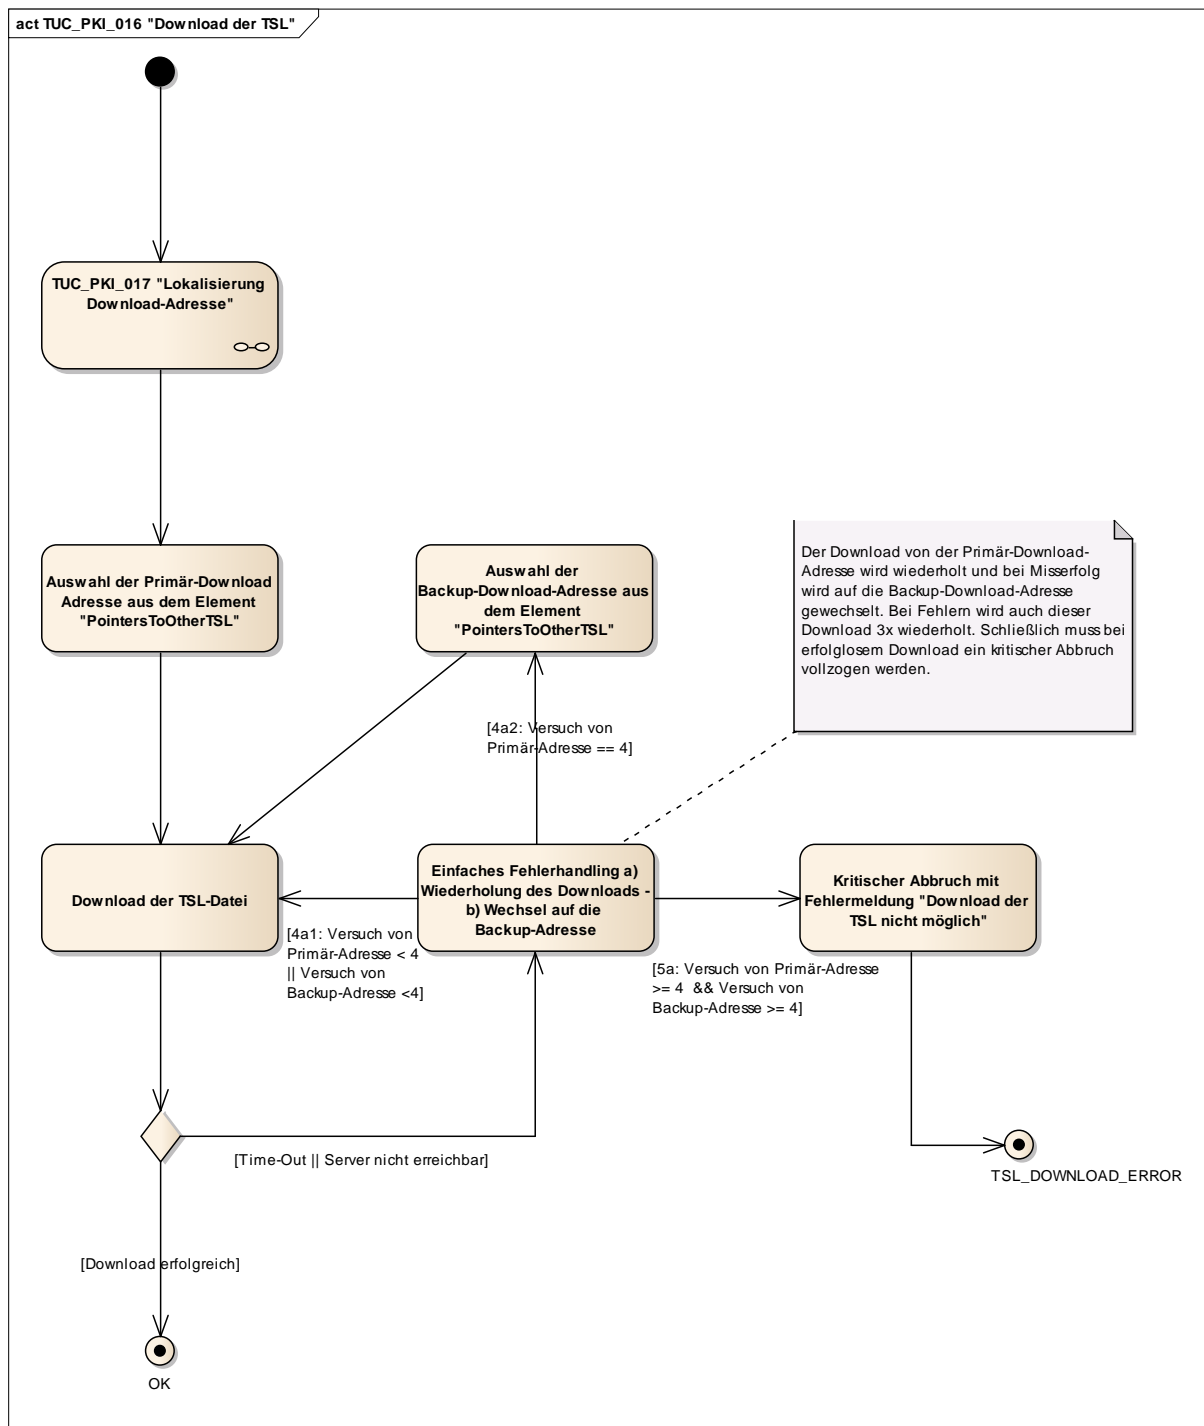 act TUC_PKI_016 "Download der TSL"
TUC_PKI_017 "Lokalisierung
Download-Adresse"
Auswahl der Primär-Download
Adresse aus dem Element
"PointersToOtherTSL"
Auswahl der
Backup-Download-Adresse aus
dem Element
"PointersToOtherTSL"
Der Download von der Primär-Download-
Adresse wird wiederholt und bei Misserfolg
wird auf die Backup-Download-Adresse
gewechselt. Bei Fehlern wird auch dieser
Download 3x wiederholt. Schließlich muss bei
erfolglosem Download ein kritischer Abbruch
vollzogen werden.
[4a2: Versuch von
Primär-Adresse == 4]
Download der TSL-Datei
Einfaches Fehlerhandling a)
Wiederholung des Downloads -
b) Wechsel auf die
Backup-Adresse
Kritischer Abbruch mit
Fehlermeldung "Download der
TSL nicht möglich"
[4a1: Versuch von
Primär-Adresse < 4
|| Versuch von
Backup-Adresse <4]
[5a: Versuch von Primär-Adresse
>= 4 && Versuch von
Backup-Adresse >= 4]
[Time-Out || Server nicht erreichbar]
TSL_DOWNLOAD_ERROR
[Download erfolgreich]
OK